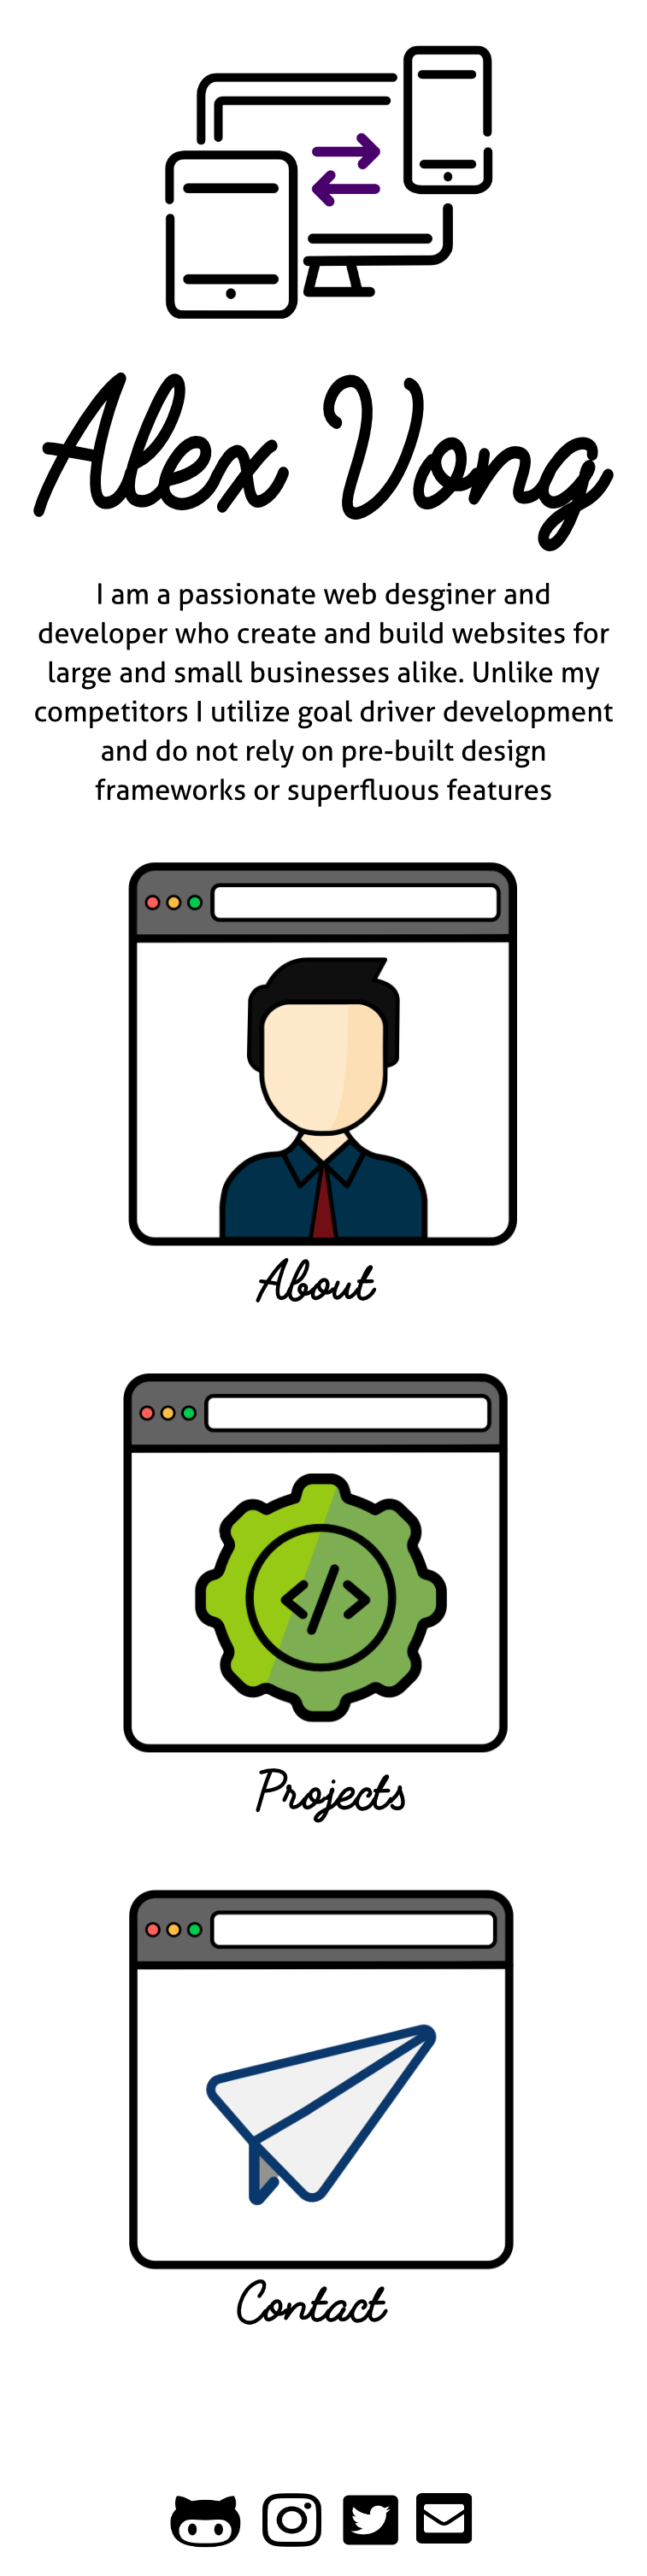 Alex Vong
I am a passionate web desginer and
developer who create and build websites for
large and small businesses alike. Unlike my
competitors I utilize goal driver development
and do not rely on pre-built design
frameworks or superfluous features
About
</>
Projects
Contact